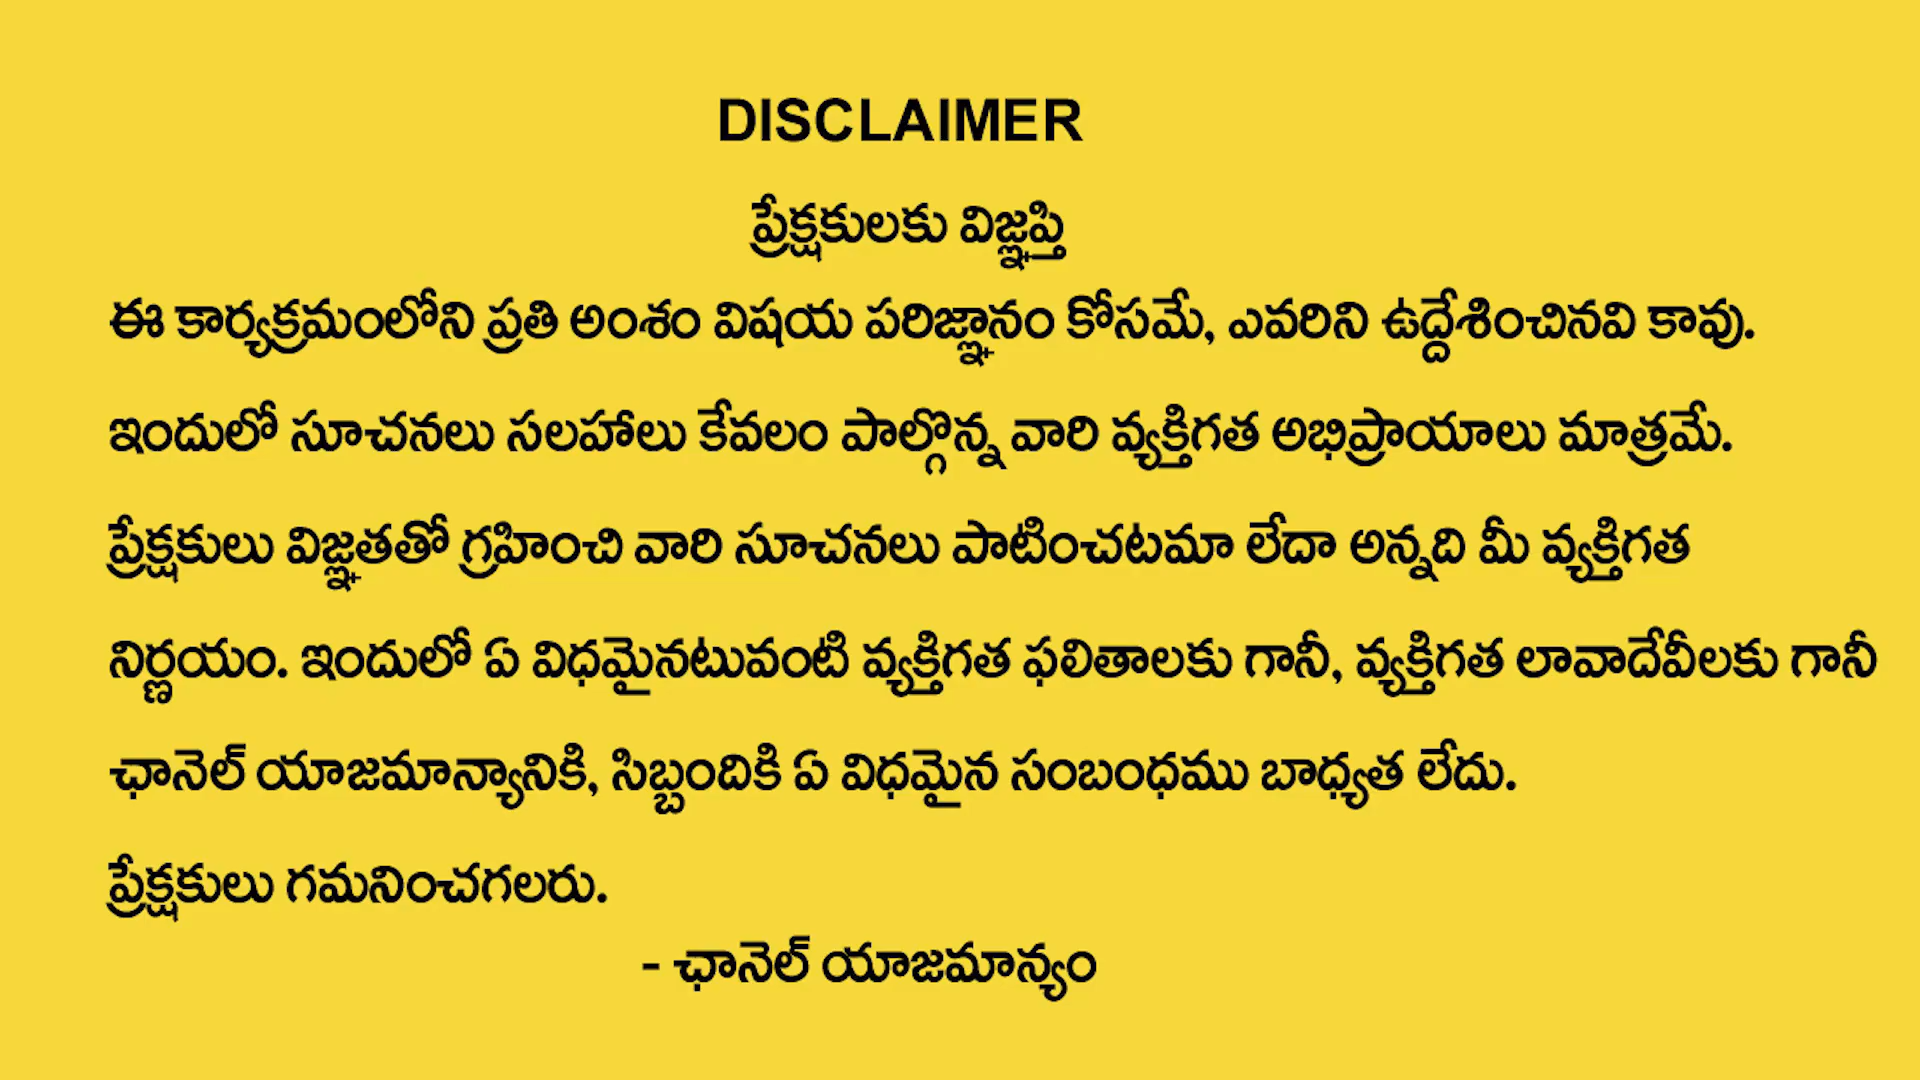 DISCLAIMER
ప్రేక్షకులకు విజ్ఞప్తి
ఈ కార్యక్రమంలోని ప్రతి అంశం విషయ పరిజ్ఞానం కోసమే, ఎవరిని ఉద్దేశించినవి కావు.
ఇందులో సూచనలు సలహాలు కేవలం పాల్గొన్న వారి వ్యక్తిగత అభిప్రాయాలు మాత్రమే.
ప్రేక్షకులు విజ్ఞతతో గ్రహించి వారి సూచనలు పాటించటమా లేదా అన్నది మీ వ్యక్తిగత
నిర్ణయం. ఇందులో ఏ విధమైనటువంటి వ్యక్తిగత ఫలితాలకు గానీ, వ్యక్తిగత లావాదేవీలకు గానీ
ఛానెల్ యాజమాన్యానికి, సిబ్బందికి ఏ విధమైన సంబంధము బాధ్యత లేదు.
ప్రేక్షకులు గమనించగలరు.
- ఛానెల్ యాజమాన్యం